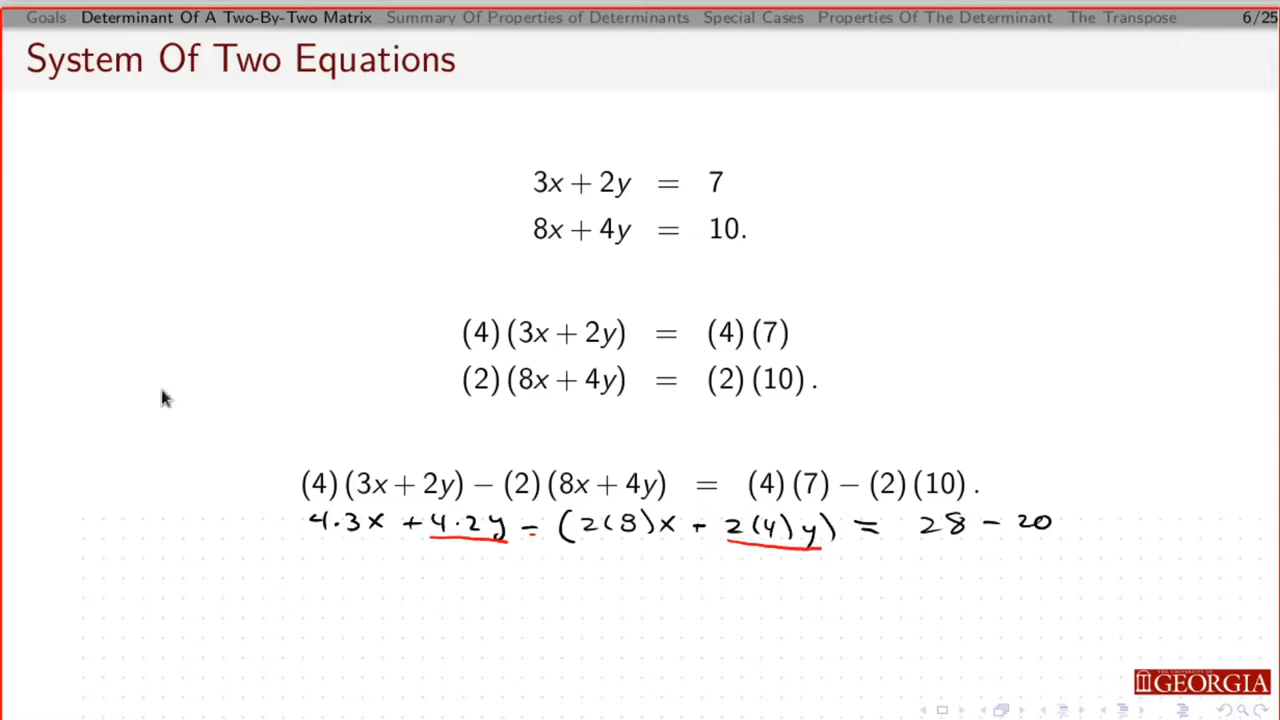 Goals Determinant Of A Two-By-Two Matrix Summary Of Properties of Determinants Special Cases Properties Of The Determinant The Transpose 6/25
System Of Two Equations
3x + 2y = 7
8x + 4y = 10.
(4)(3x + 2y) = (4)(7)
(2)(8x + 4y) = (2)(10).
(4)(3x + 2y) − (2)(8x + 4y) = (4)(7) − (2)(10).
4·3x + 4·2y − (2(8)x + 2(4)y) = 28 − 20
GEORGIA